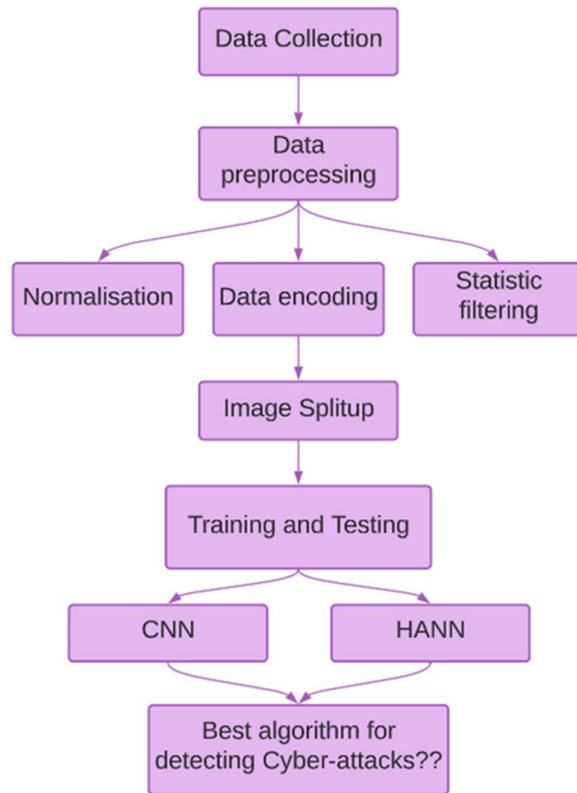 Data Collection
Data
preprocessing
Normalisation
Data encoding
Statistic
filtering
Image Splitup
Training and Testing
CNN
HANN
Best algorithm for
detecting Cyber-attacks??